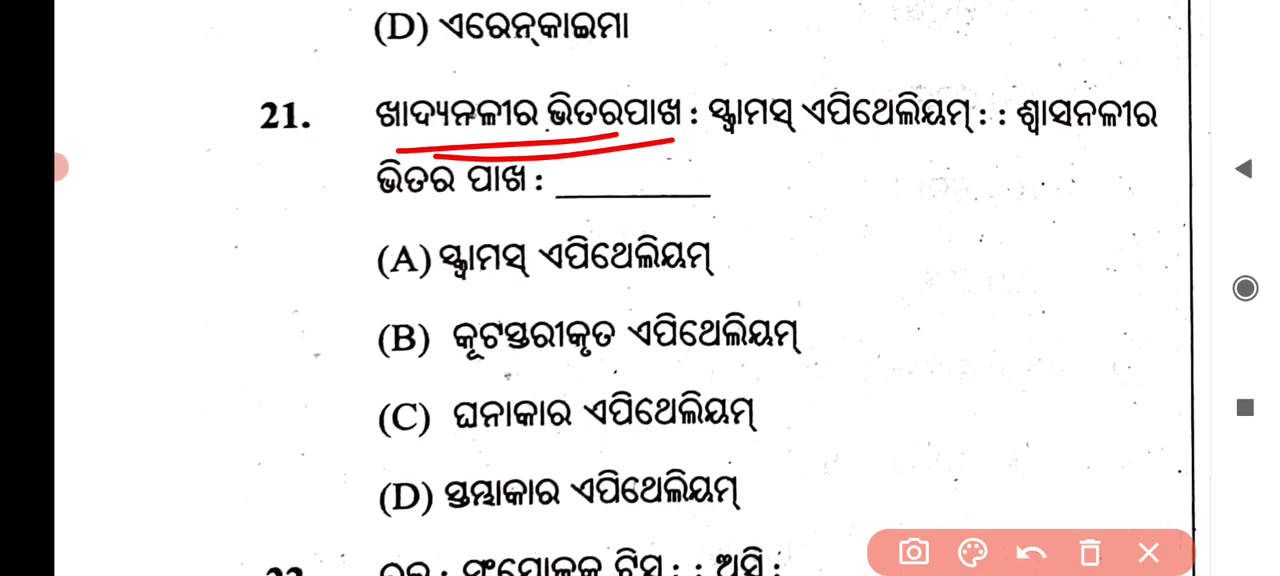 (D) ଏରେନ୍‌କାଇମା
21. ଖାଦ୍ୟନଳୀର ଭିତରପାଖ : ସ୍କ୍ୱାମସ୍ ଏପିଥେଲିୟମ୍ : : ଶ୍ୱାସନଳୀର
ଭିତର ପାଖ : ________
(A) ସ୍କ୍ୱାମସ୍ ଏପିଥେଲିୟମ୍
(B) କୂଟସ୍ତରୀକୃତ ଏପିଥେଲିୟମ୍
(C) ଘନାକାର ଏପିଥେଲିୟମ୍
(D) ସ୍ତମ୍ଭାକାର ଏପିଥେଲିୟମ୍